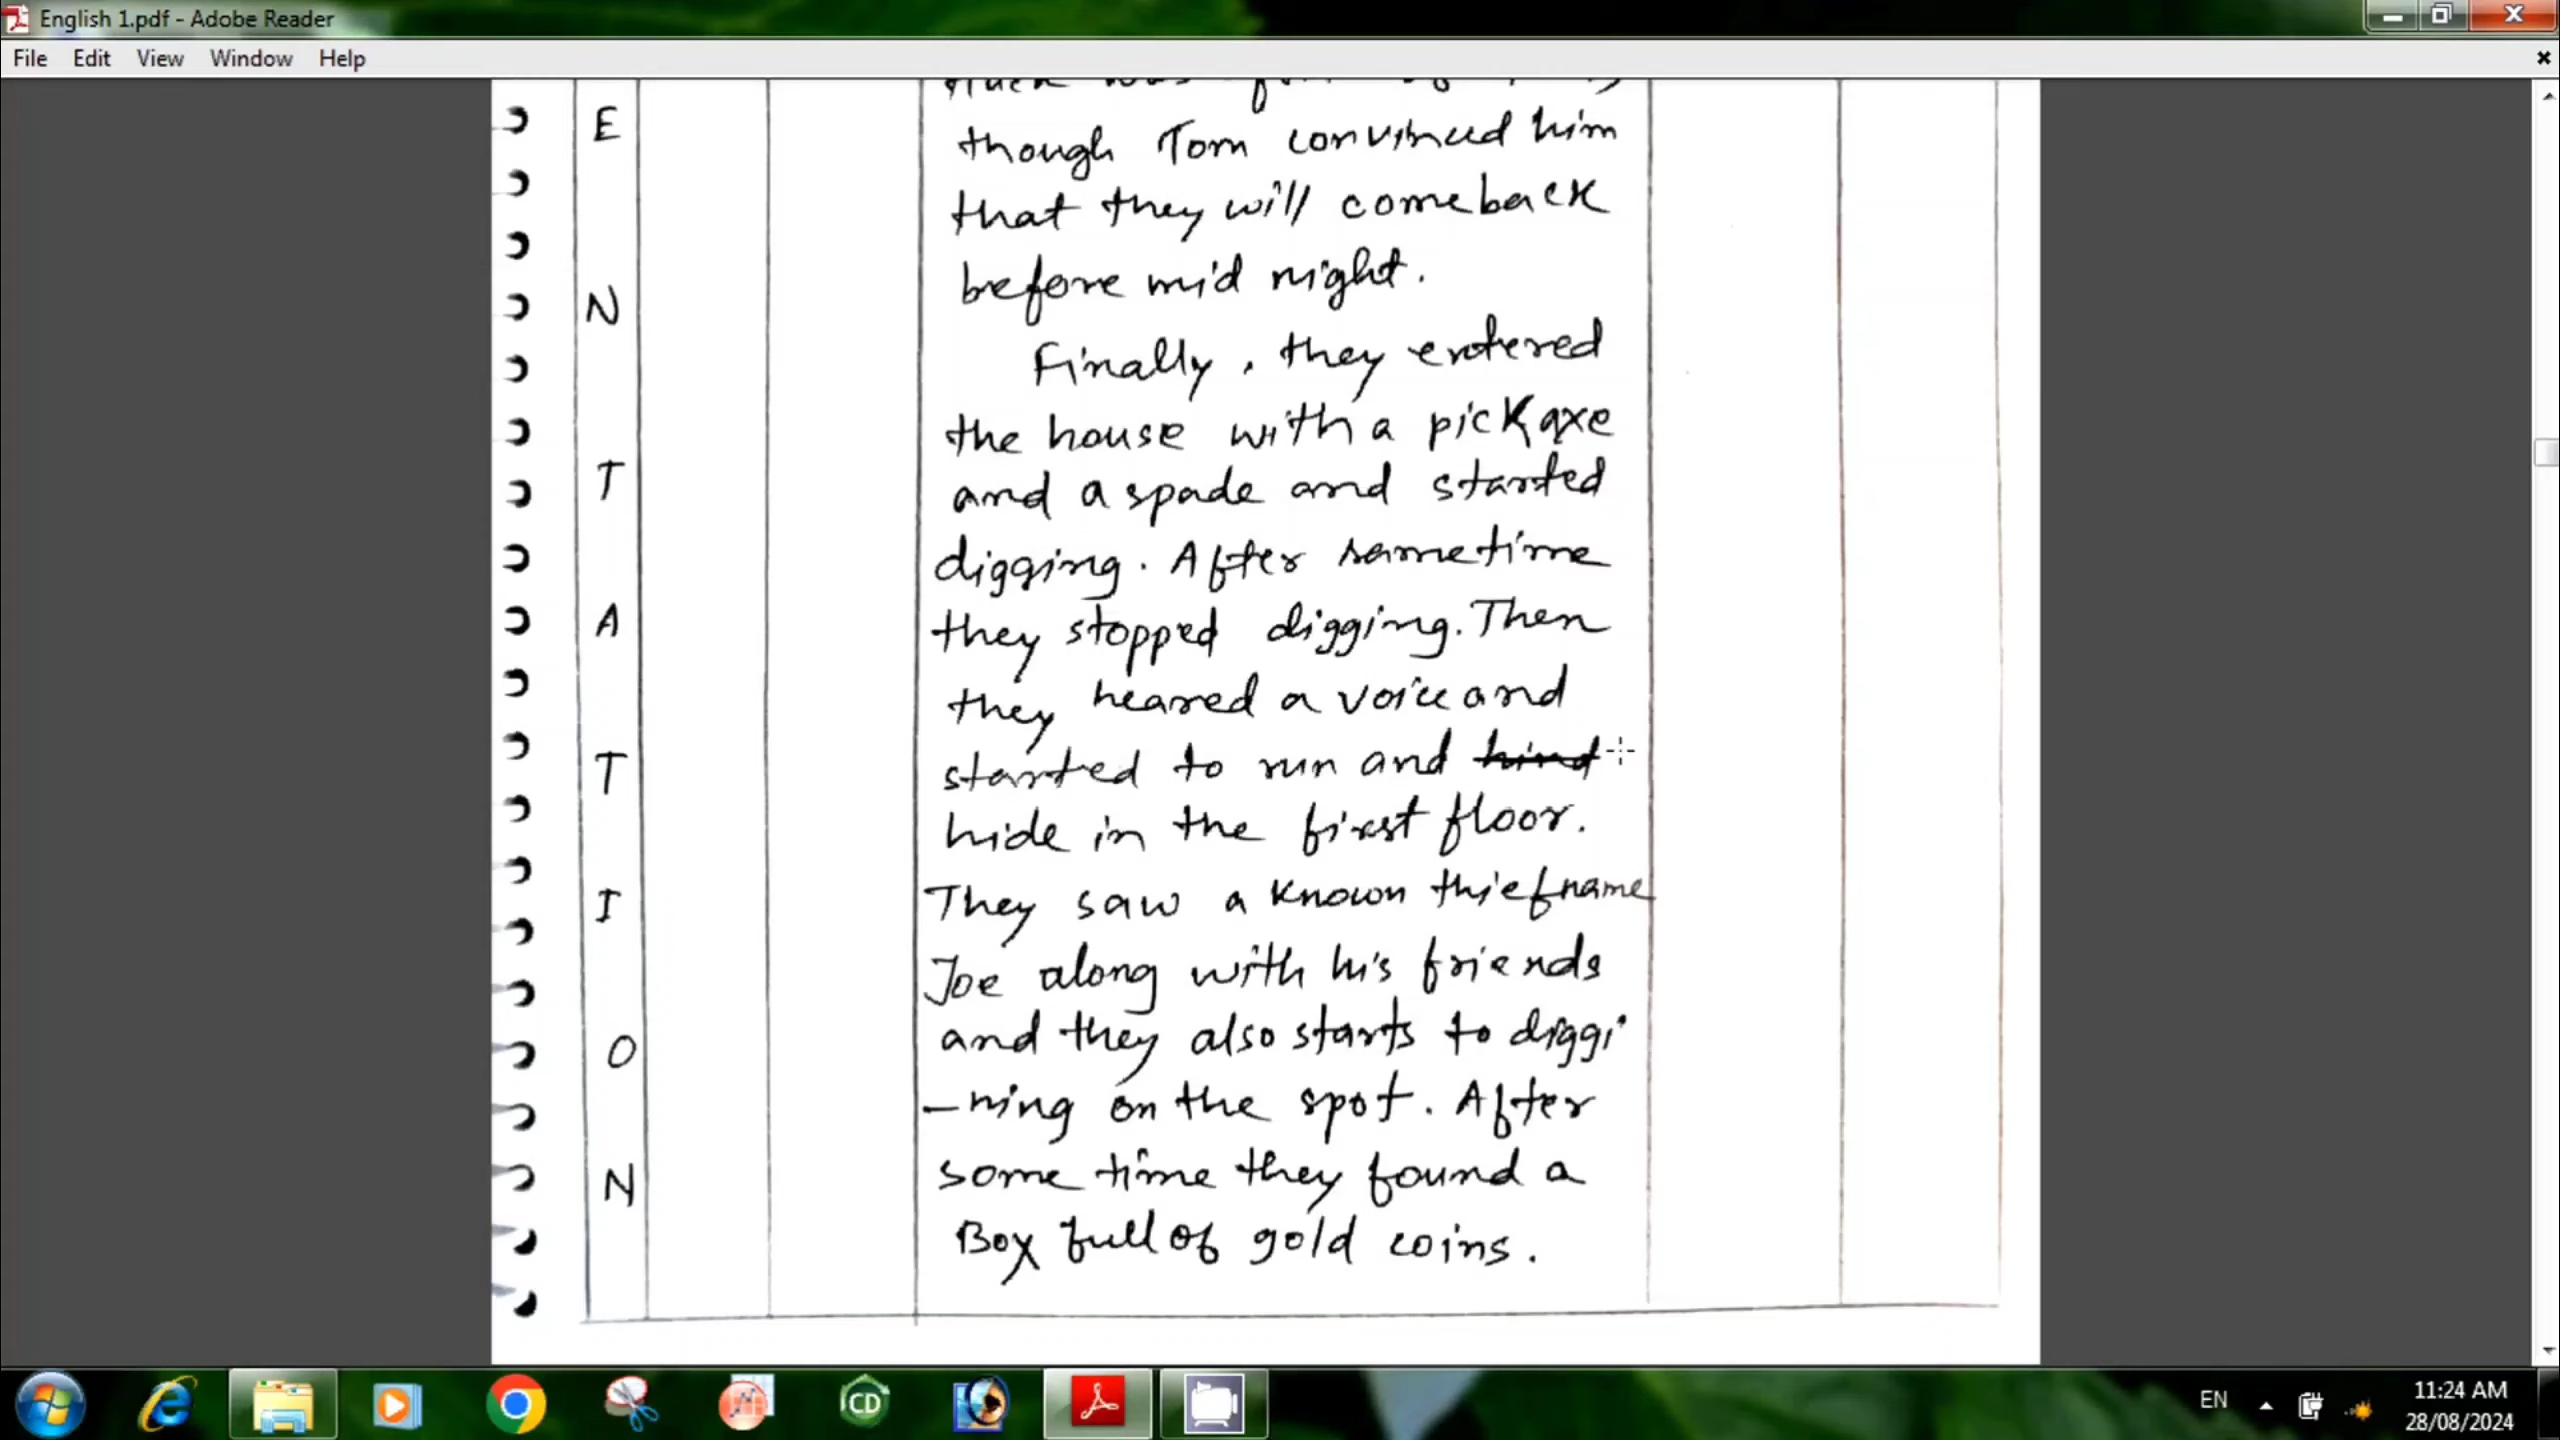 English 1.pdf - Adobe Reader
File Edit View Window Help
though Tom convinced him
that they will comeback
before mid night.
Finally, they entered
the house with a pickaxe
and a spade and started
digging. After sometime
they stopped digging. Then
they heared a voice and
started to run and hind
hide in the first floor.
They saw a known thief name
Joe along with his friends
and they also starts to diggi
-ning on the spot. After
some time they found a
Box full of gold coins.
E
N
T
A
T
I
O
N
CD
EN
11:24 AM
28/08/2024